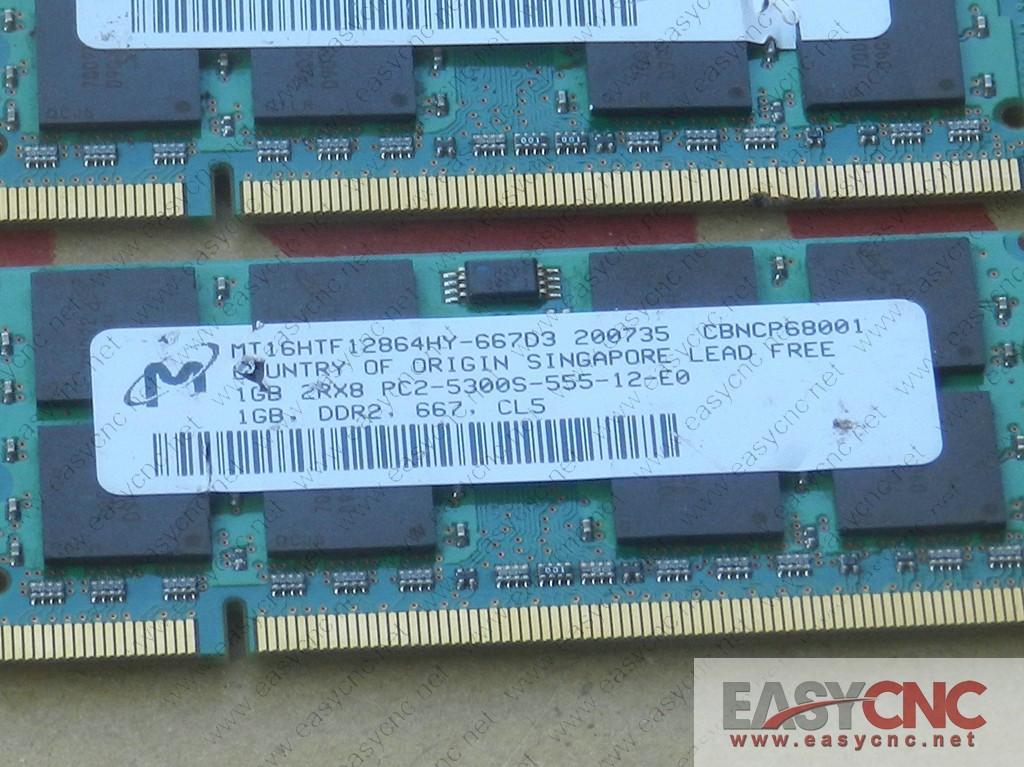 MT16HTF12864HY-667D3 200735 CBNCP68001
COUNTRY OF ORIGIN SINGAPORE LEAD FREE
1GB 2RX8 PC2-5300S-555-12-E0
1GB, DDR2, 667, CL5
EASYCNC
www.easycnc.net